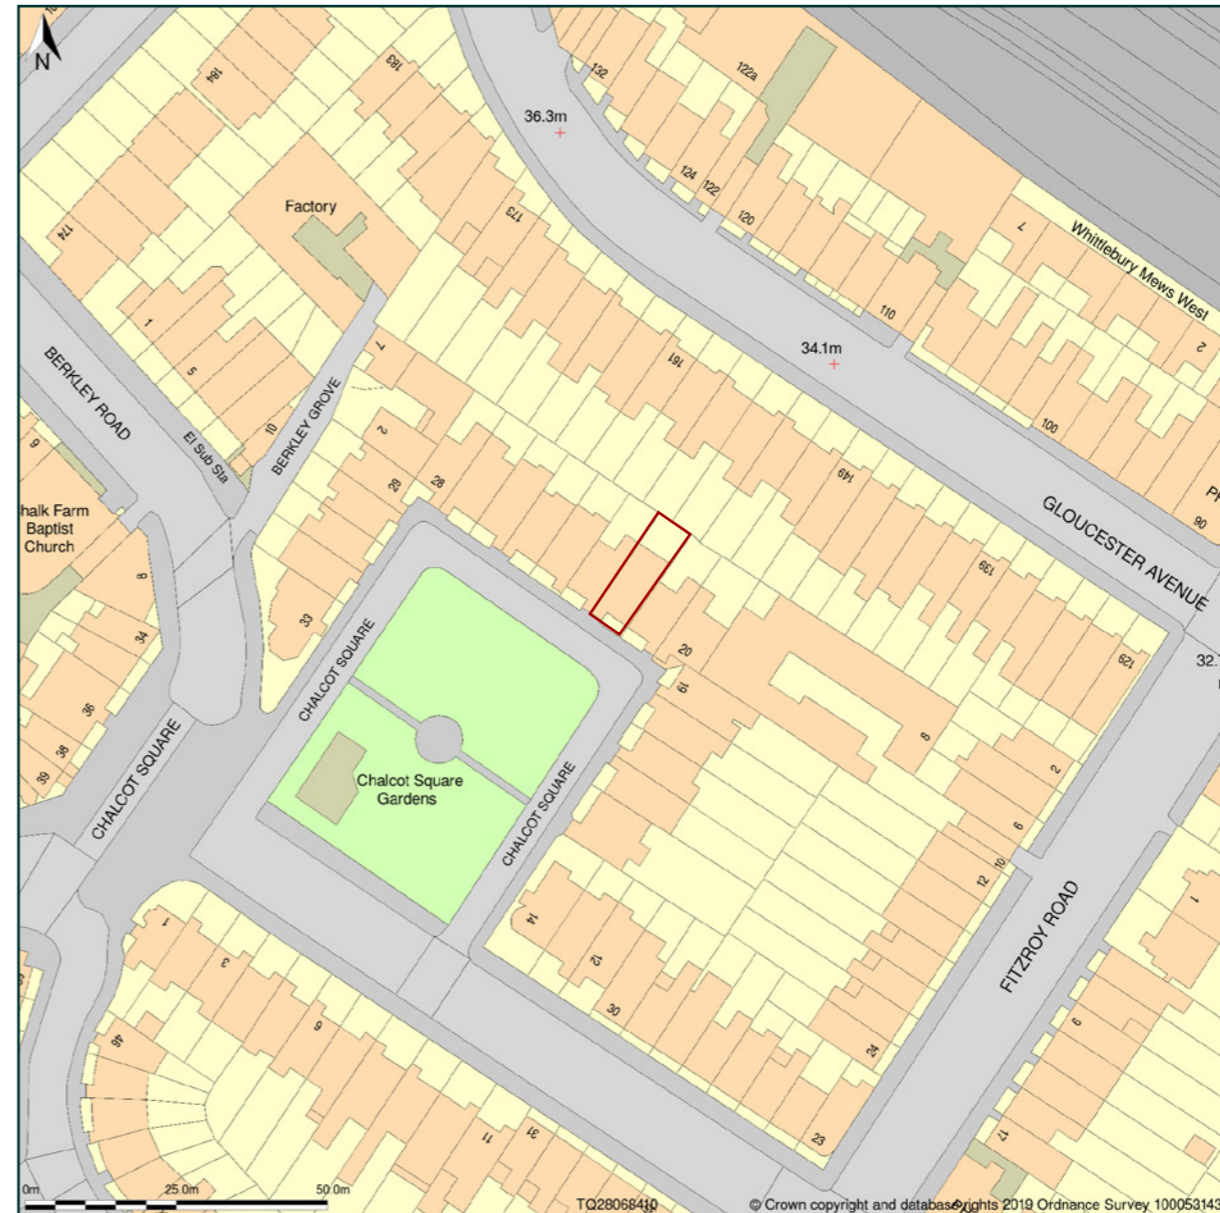 N
184
183
132
122a
36.3m
124
122
120
Factory
173
174
7
Whittlebury Mews West
2
110
1
5
7
161
34.1m
BERKLEY ROAD
BERKLEY GROVE
El Sub Sta
10
2
28
29
149
100
90
GLOUCESTER AVENUE
9
halk Farm
Baptist
Church
8
139
33
34
CHALCOT SQUARE
20
19
129
32.
36
38
39
CHALCOT SQUARE
8
2
6
10
12
Chalcot Square
Gardens
CHALCOT SQUARE
14
12
30
FITZROY ROAD
1
1
3
6
46
24
9
11
31
23
17
0m
25.0m
50.0m
TQ28068410
© Crown copyright and database rights 2019 Ordnance Survey 100053143